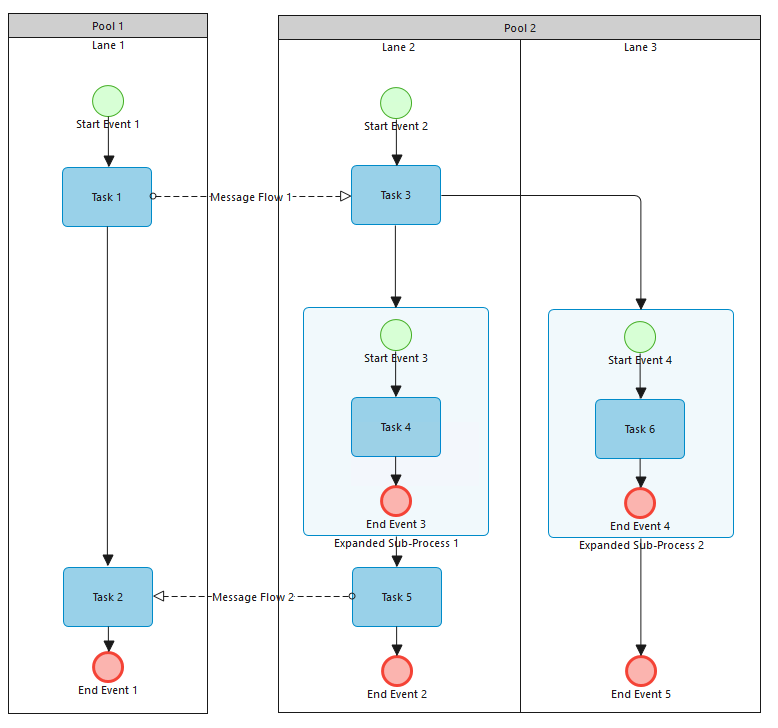 Pool 1
Pool 2
Lane 1
Lane 2
Lane 3
Start Event 1
Start Event 2
Task 1
Message Flow 1
Task 3
Start Event 3
Start Event 4
Task 4
Task 6
End Event 3
End Event 4
Expanded Sub-Process 1
Expanded Sub-Process 2
Task 2
Message Flow 2
Task 5
End Event 1
End Event 2
End Event 5